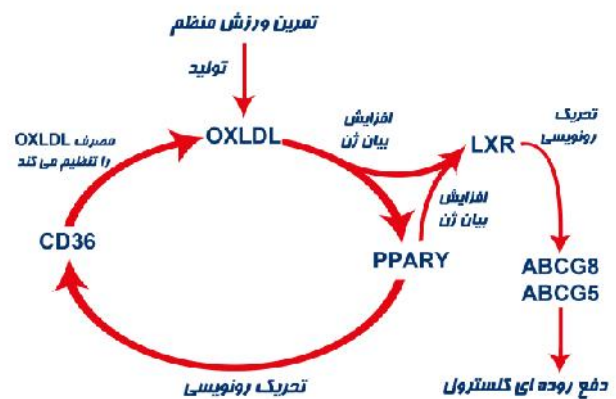 تمرین ورزش منظم
تولید
OXLDL
افزایش
بیان ژن
LXR
تحریک
رونویسی
مصرف OXLDL
را تنظیم می کند
افزایش
بیان ژن
CD36
PPARY
ABCG8
ABCG5
تحریک رونویسی
دفع روده ای کلسترول